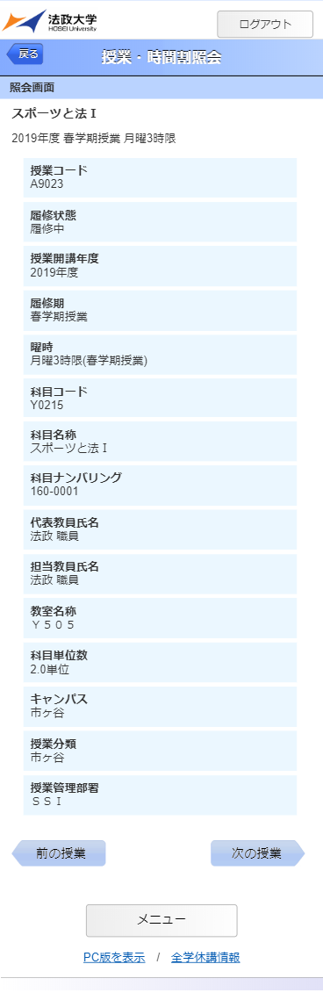 法政大学
HOSEI University
ログアウト
戻る
授業・時間割照会
照会画面
スポーツと法Ⅰ
2019年度 春学期授業 月曜3時限
授業コード
A9023
履修状態
履修中
授業開講年度
2019年度
履修期
春学期授業
曜時
月曜3時限(春学期授業)
科目コード
Y0215
科目名称
スポーツと法Ⅰ
科目ナンバリング
160-0001
代表教員氏名
法政 職員
担当教員氏名
法政 職員
教室名称
Ｙ５０５
科目単位数
2.0単位
キャンパス
市ヶ谷
授業分類
市ヶ谷
授業管理部署
ＳＳＩ
前の授業
次の授業
メニュー
PC版を表示 / 全学休講情報